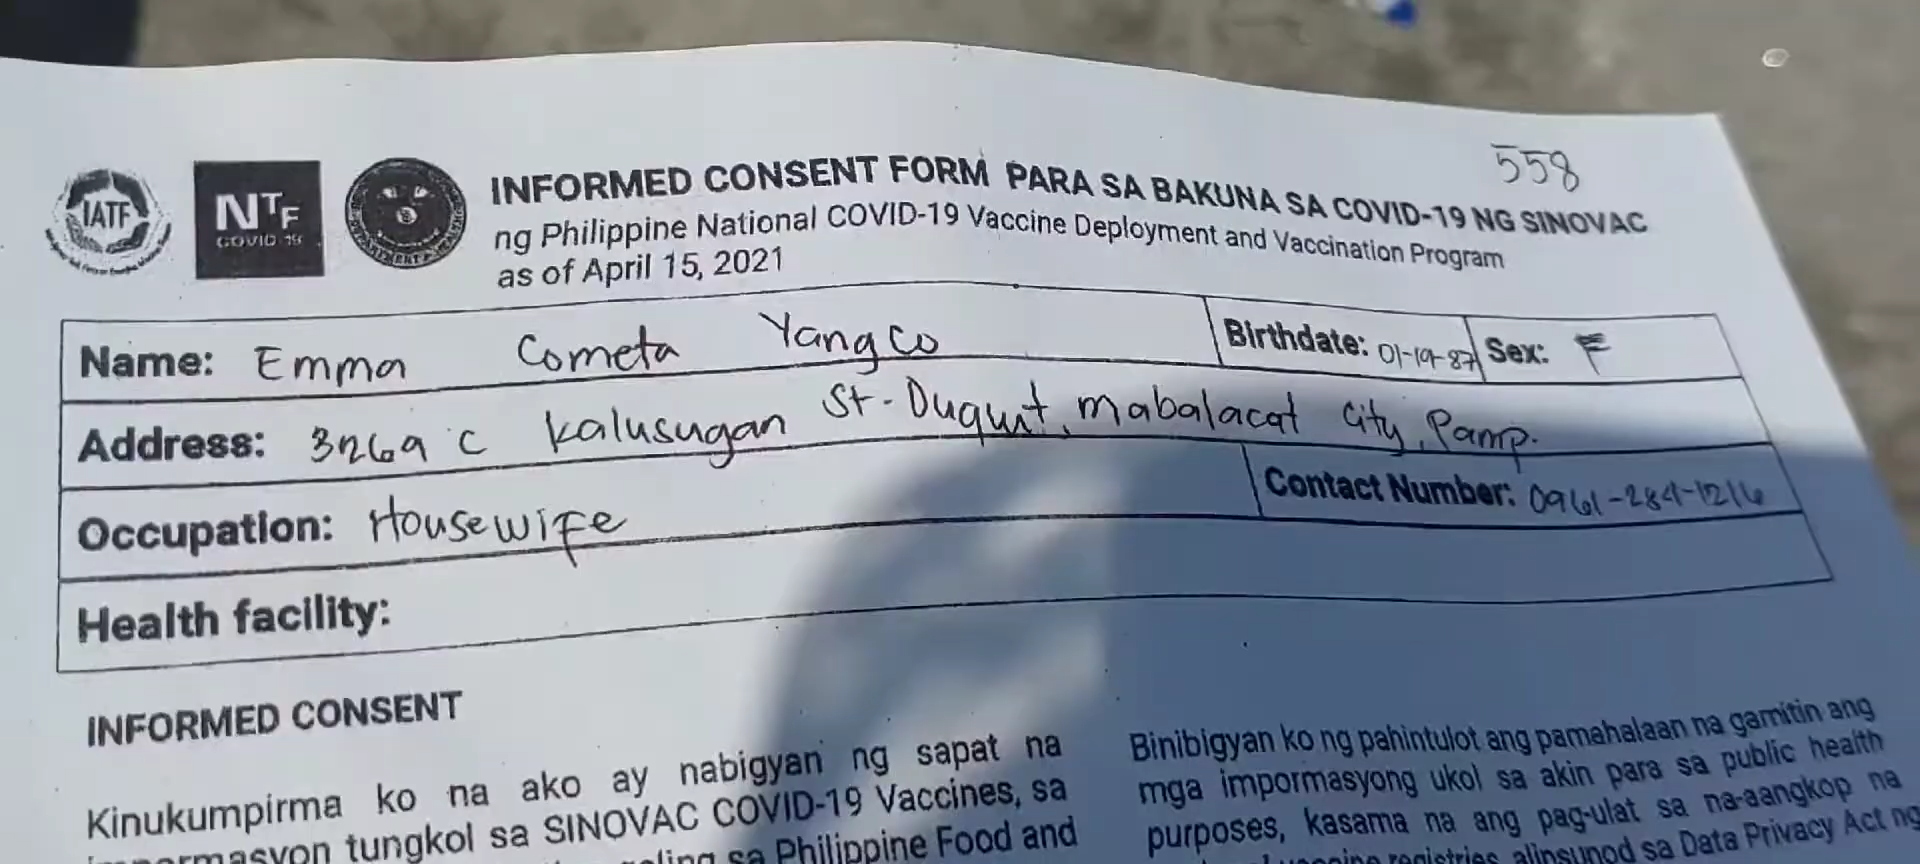 558
IATF
NTF
COVID-19
INFORMED CONSENT FORM PARA SA BAKUNA SA COVID-19 NG SINOVAC
ng Philippine National COVID-19 Vaccine Deployment and Vaccination Program
as of April 15, 2021
Name: Emma Cometa Yangco
Birthdate: 01-19-87 Sex: F
Address: 3269 C Kalusugan St. Duquit, mabalacat City, Pamp.
Occupation: Housewife
Contact Number: 0961-284-1216
Health facility:
INFORMED CONSENT
Kinukumpirma ko na ako ay nabigyan ng sapat na
impormasyon tungkol sa SINOVAC COVID-19 Vaccines, sa
sa Philippine Food and
Binibigyan ko ng pahintulot ang pamahalaan na gamitin ang
mga impormasyong ukol sa akin para sa public health
purposes, kasama na ang pag-ulat sa na-aangkop na
registries, alinsunod sa Data Privacy Act ng